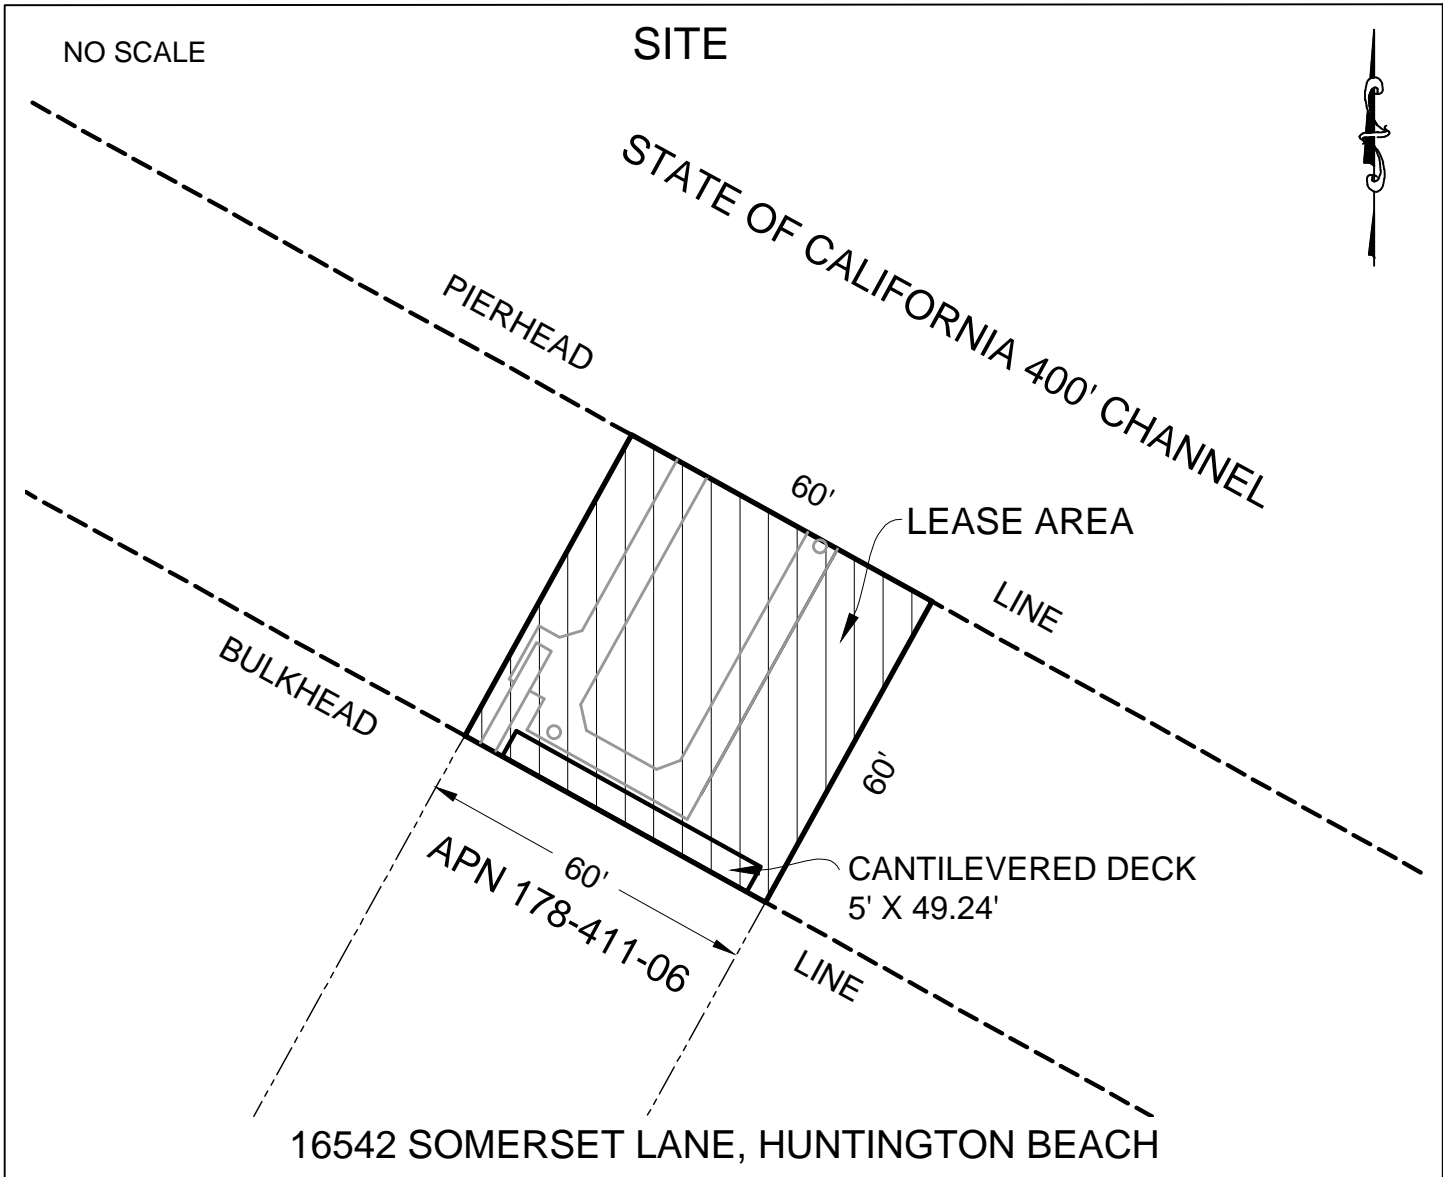 NO SCALE
SITE
STATE OF CALIFORNIA 400' CHANNEL
PIERHEAD
60'
LEASE AREA
LINE
BULKHEAD
60'
60'
CANTILEVERED DECK
5' X 49.24'
APN 178-411-06
LINE
16542 SOMERSET LANE, HUNTINGTON BEACH